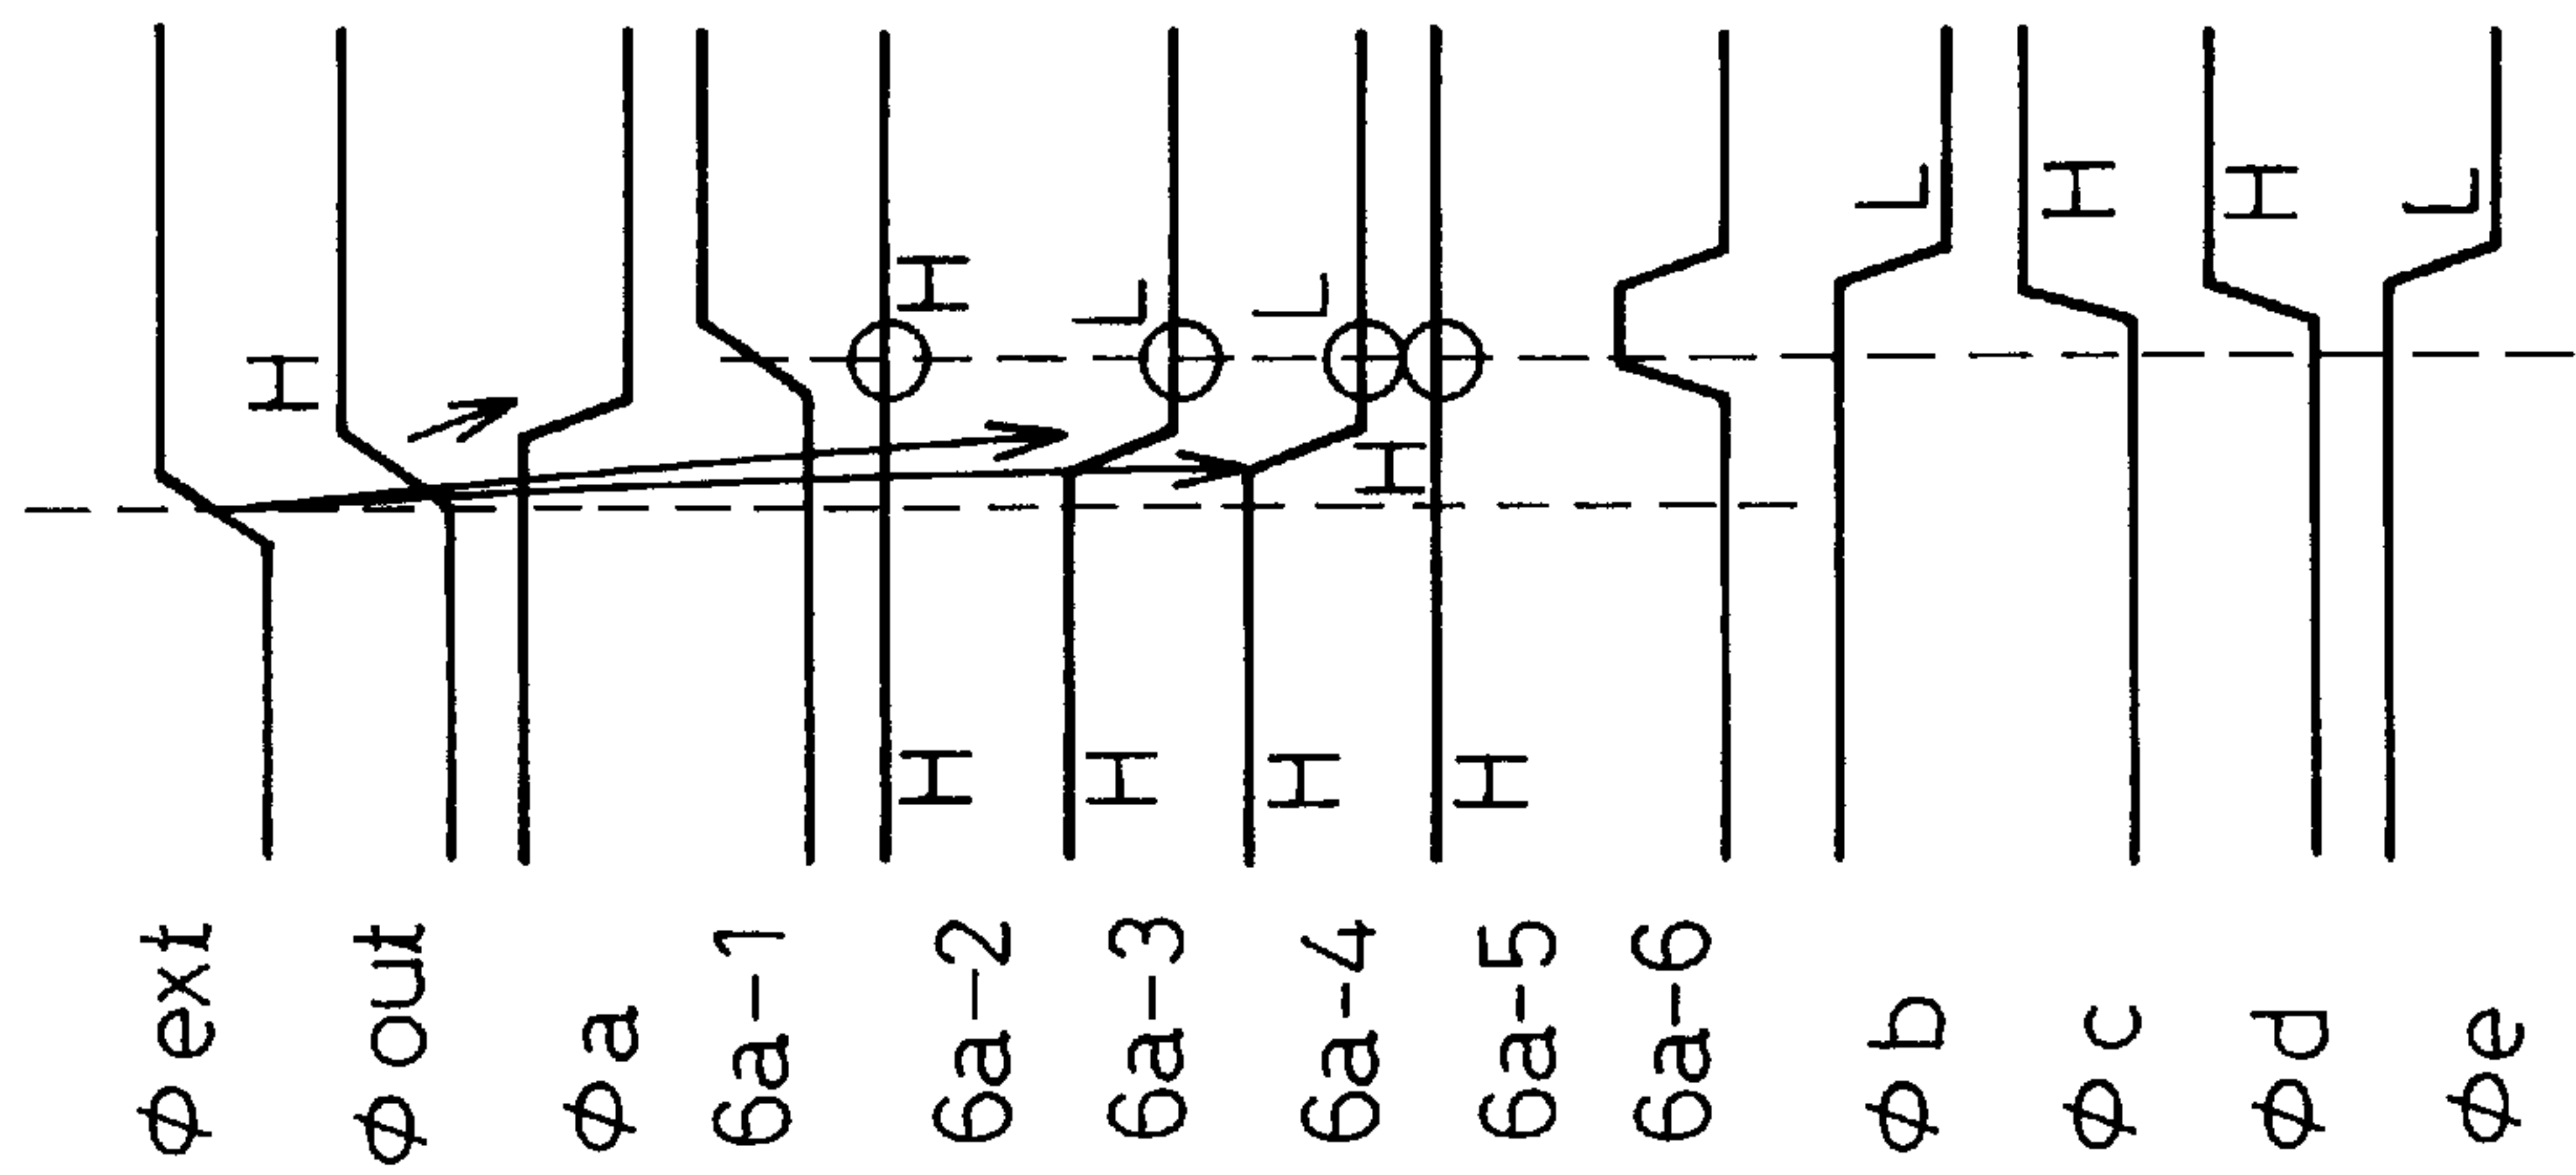 φext
φout H
φa
6a-1
6a-2 H H
6a-3 H L
6a-4 H L
6a-5 H H
6a-6
φb L
φc H
φd H
φe L